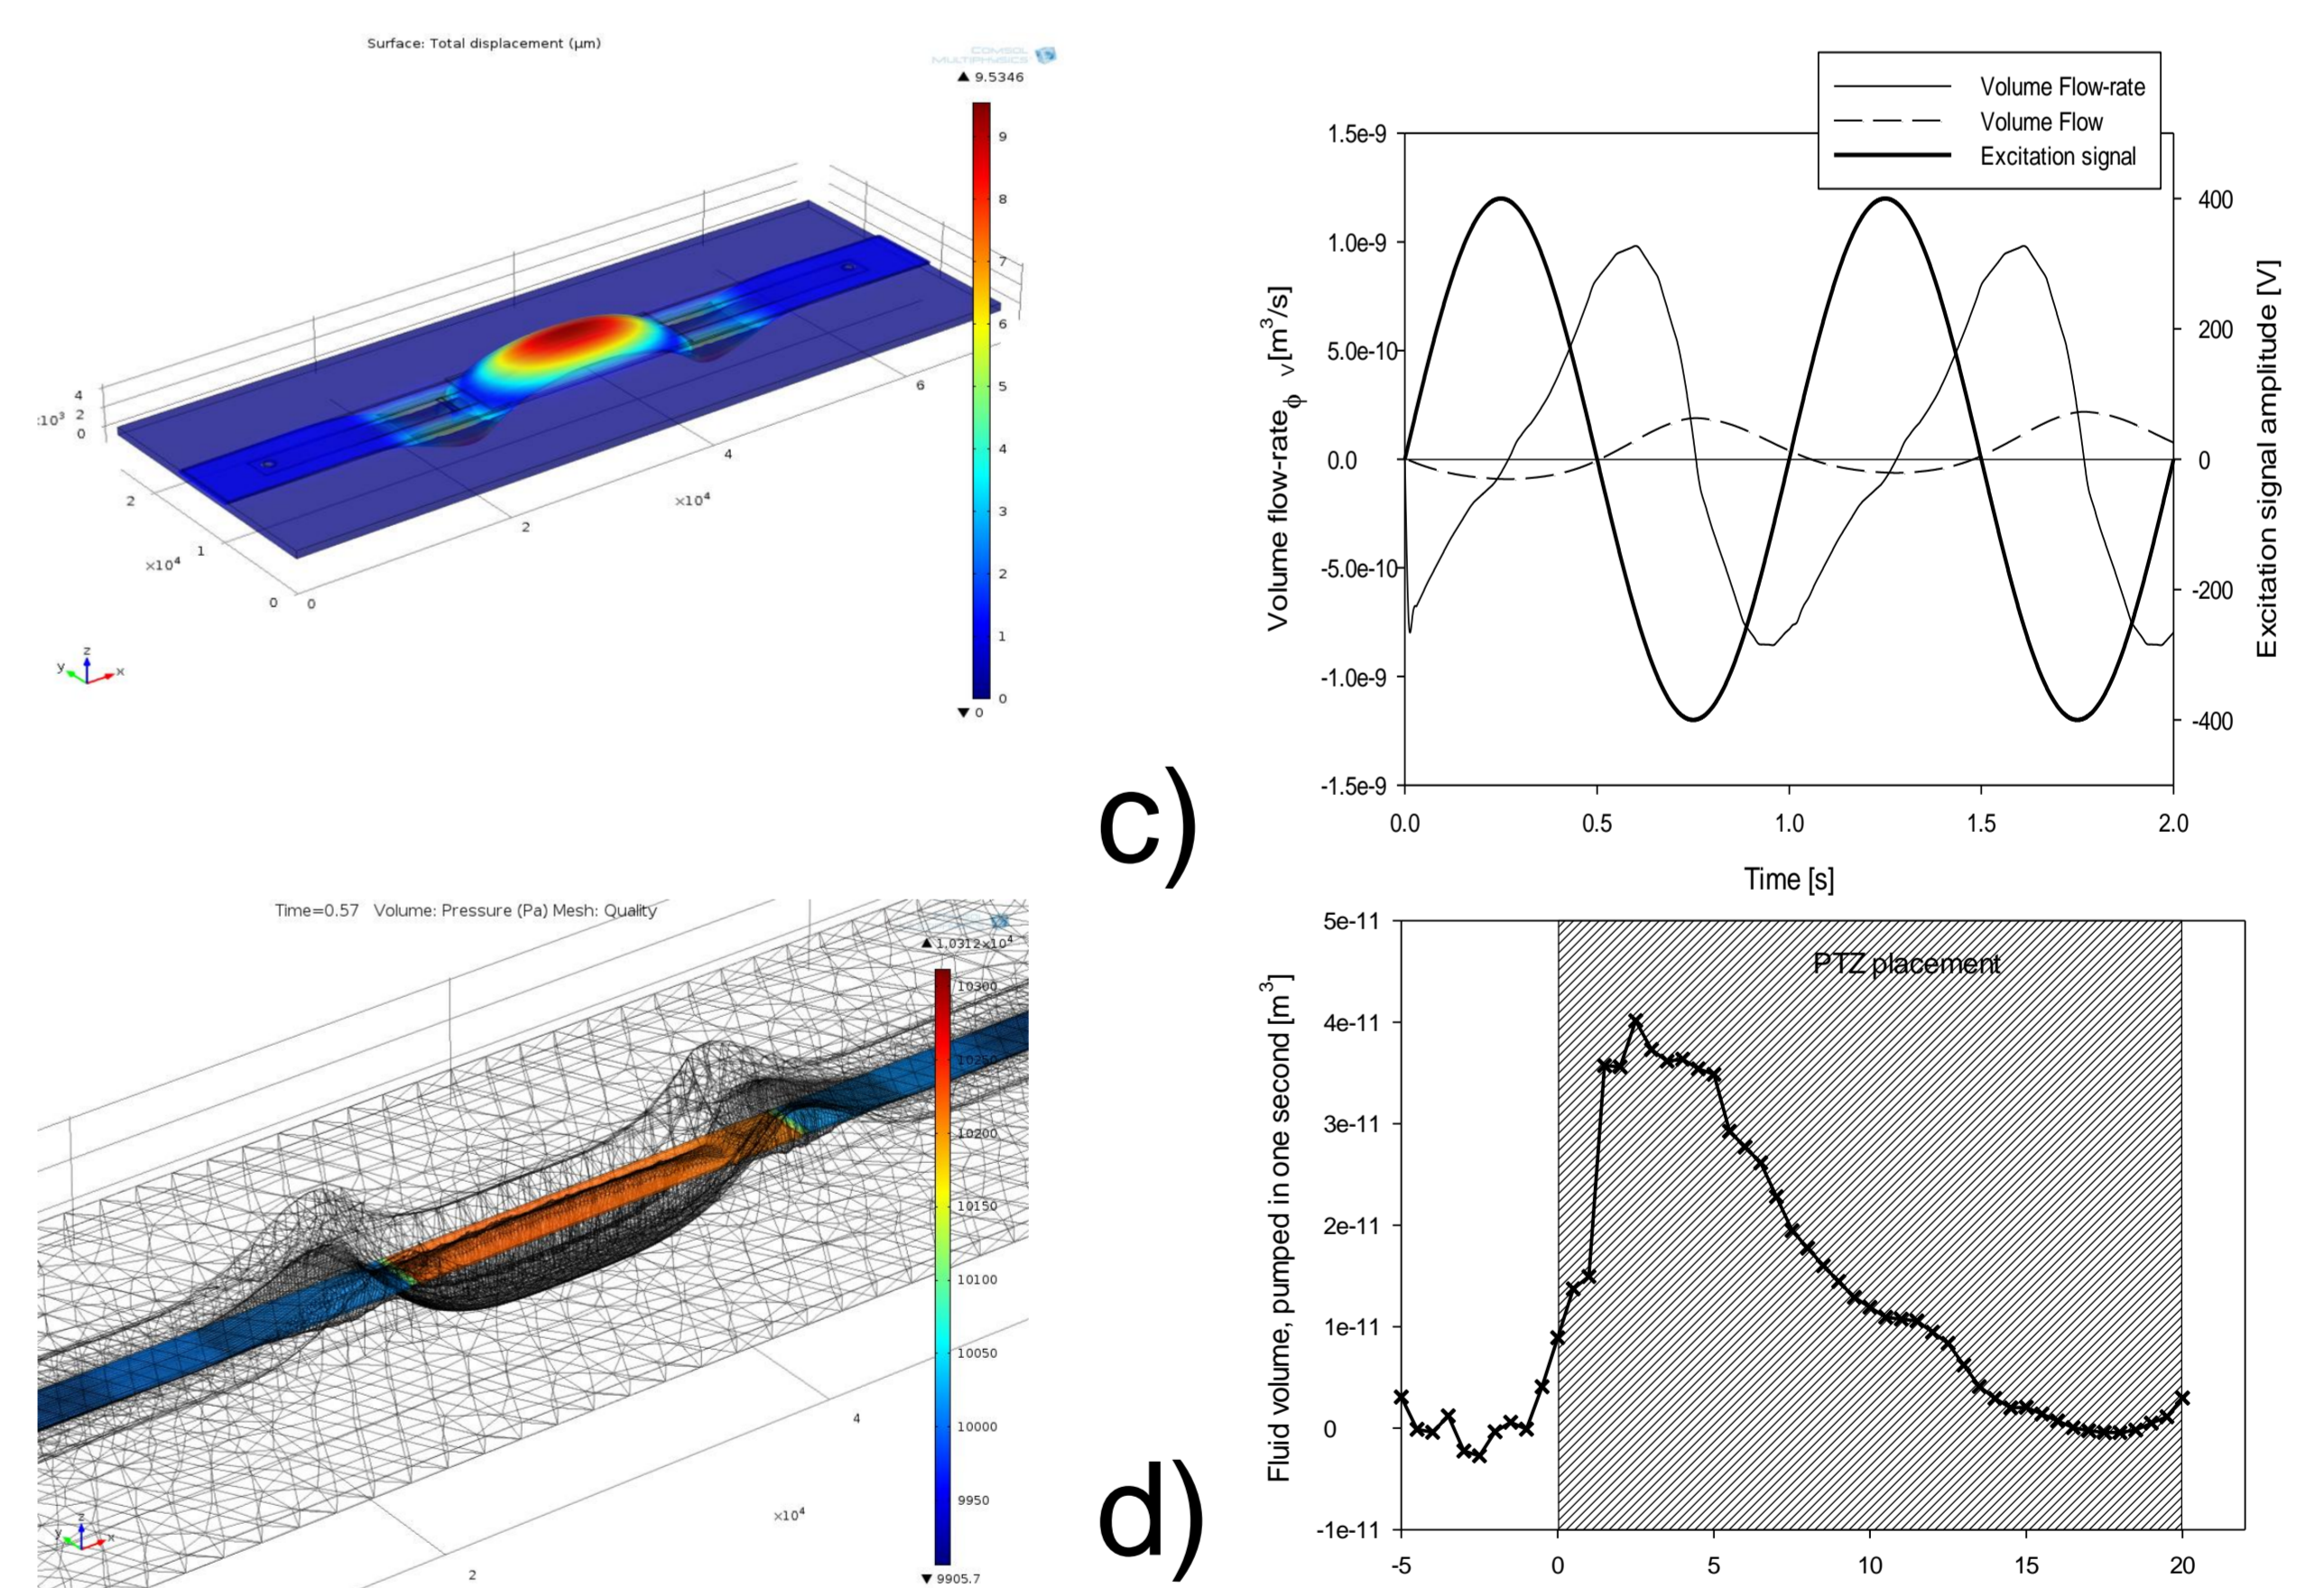 Surface: Total displacement (µm)
COMSOL
MULTIPHYSICS
▲ 9.5346
9
8
7
6
5
4
3
2
1
0
▼ 0
4
2
0
:10³
2
1
0
×10⁴
0
2
4
6
×10⁴
z
y
x
c)
Volume Flow-rate
Volume Flow
Excitation signal
1.5e-9
1.0e-9
5.0e-10
0.0
-5.0e-10
-1.0e-9
-1.5e-9
Volume flow-rate ϕ v[m³/s]
400
200
0
-200
-400
Excitation signal amplitude [V]
0.0 0.5 1.0 1.5 2.0
Time [s]
Time=0.57 Volume: Pressure (Pa) Mesh: Quality
▲ 1.0312×10⁴
10300
10250
10200
10150
10100
10050
10000
9950
▼ 9905.7
4
×10⁴
2
z
y
x
d)
5e-11
4e-11
3e-11
2e-11
1e-11
0
-1e-11
Fluid volume, pumped in one second [m³]
PTZ placement
-5 0 5 10 15 20